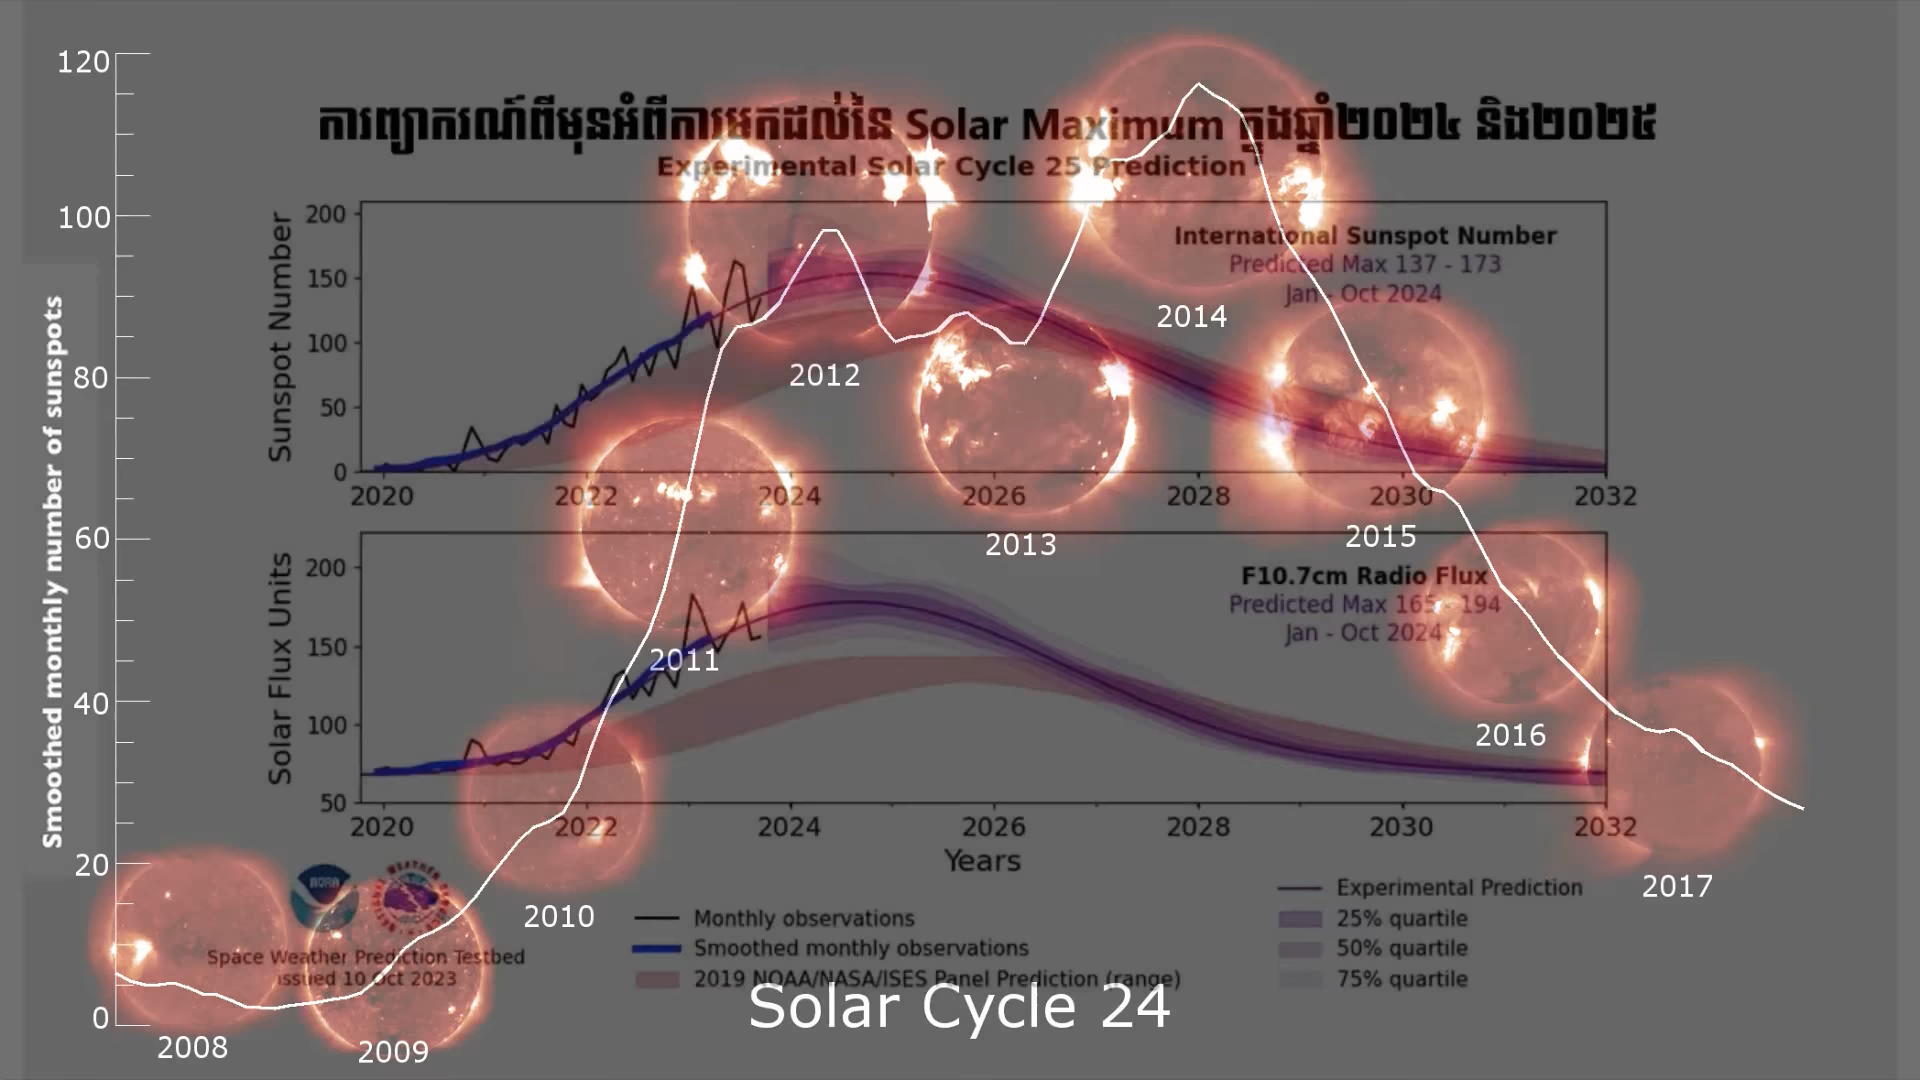 ការព្យាករណ៍ពីមុនអំពីការមកដល់នៃ Solar Maximum ក្នុងឆ្នាំ២០២៤ និង២០២៥
Experimental Solar Cycle 25 Prediction
Smoothed monthly number of sunspots
120
100
80
60
40
20
0
Sunspot Number
200
150
100
50
0
International Sunspot Number
Predicted Max 137 - 173
Jan - Oct 2024
2020 2022 2024 2026 2028 2030 2032
Solar Flux Units
200
150
100
50
F10.7cm Radio Flux
Predicted Max 165 - 194
Jan - Oct 2024
2020 2022 2024 2026 2028 2030 2032
Years
2008
2009
2010
2011
2012
2013
2014
2015
2016
2017
NOAA
Space Weather Prediction Testbed
issued 10 Oct 2023
Monthly observations
Smoothed monthly observations
2019 NOAA/NASA/ISES Panel Prediction (range)
Experimental Prediction
25% quartile
50% quartile
75% quartile
Solar Cycle 24